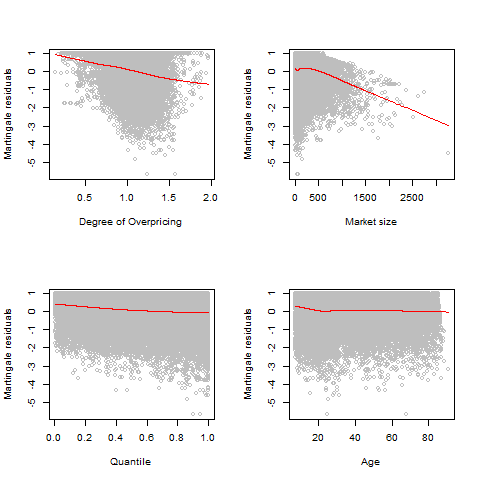 Martingale residuals
1
0
-1
-2
-3
-4
-5
0.5 1.0 1.5 2.0
Degree of Overpricing
Martingale residuals
1
0
-1
-2
-3
-4
-5
0 500 1500 2500
Market size
Martingale residuals
1
0
-1
-2
-3
-4
-5
0.0 0.2 0.4 0.6 0.8 1.0
Quantile
Martingale residuals
1
0
-1
-2
-3
-4
-5
20 40 60 80
Age